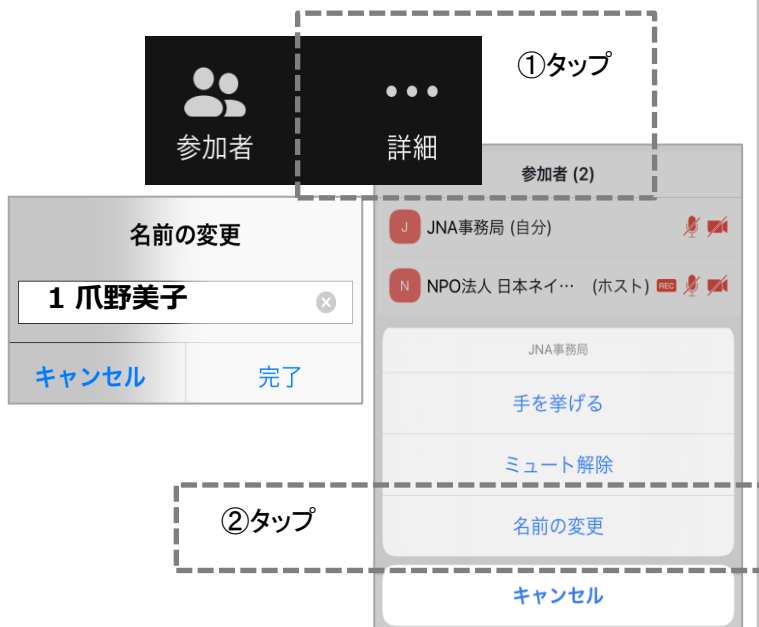 ①タップ
参加者
詳細
参加者 (2)
J
JNA事務局 (自分)
N
NPO法人 日本ネイ… (ホスト)
REC
名前の変更
1 爪野美子
キャンセル
完了
JNA事務局
手を挙げる
ミュート解除
②タップ
名前の変更
キャンセル